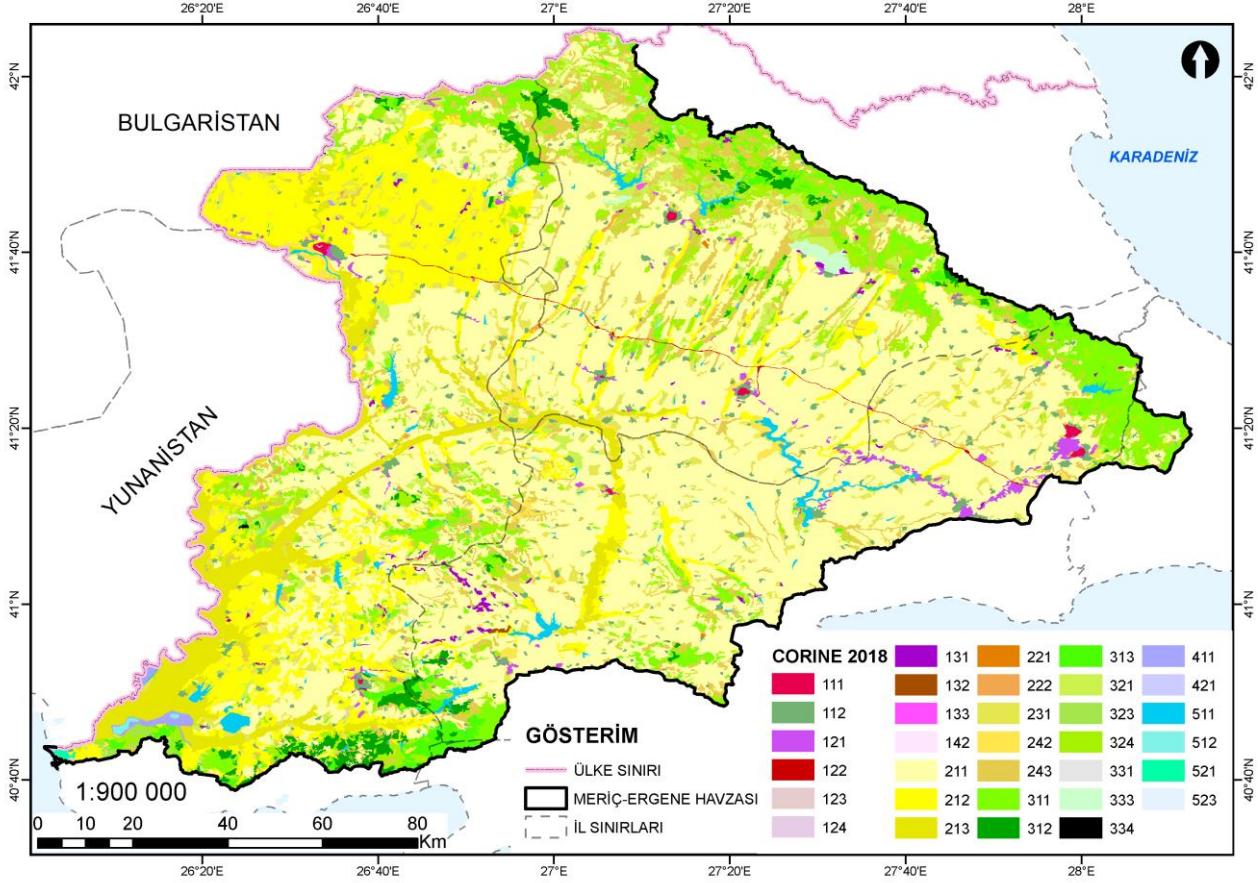 26°20'E 26°40'E 27°E 27°20'E 27°40'E 28°E
42°N 42°N
BULGARİSTAN
KARADENİZ
41°40'N 41°40'N
YUNANİSTAN
41°20'N 41°20'N
41°N 41°N
40°40'N 40°40'N
1:900 000
0 10 20 40 60 80 Km
GÖSTERİM
ÜLKE SINIRI
MERİÇ-ERGENE HAVZASI
İL SINIRLARI
CORINE 2018
111
112
121
122
123
124
131
132
133
142
211
212
213
221
222
231
242
243
311
312
313
321
323
324
331
333
334
411
421
511
512
521
523
26°20'E 26°40'E 27°E 27°20'E 27°40'E 28°E